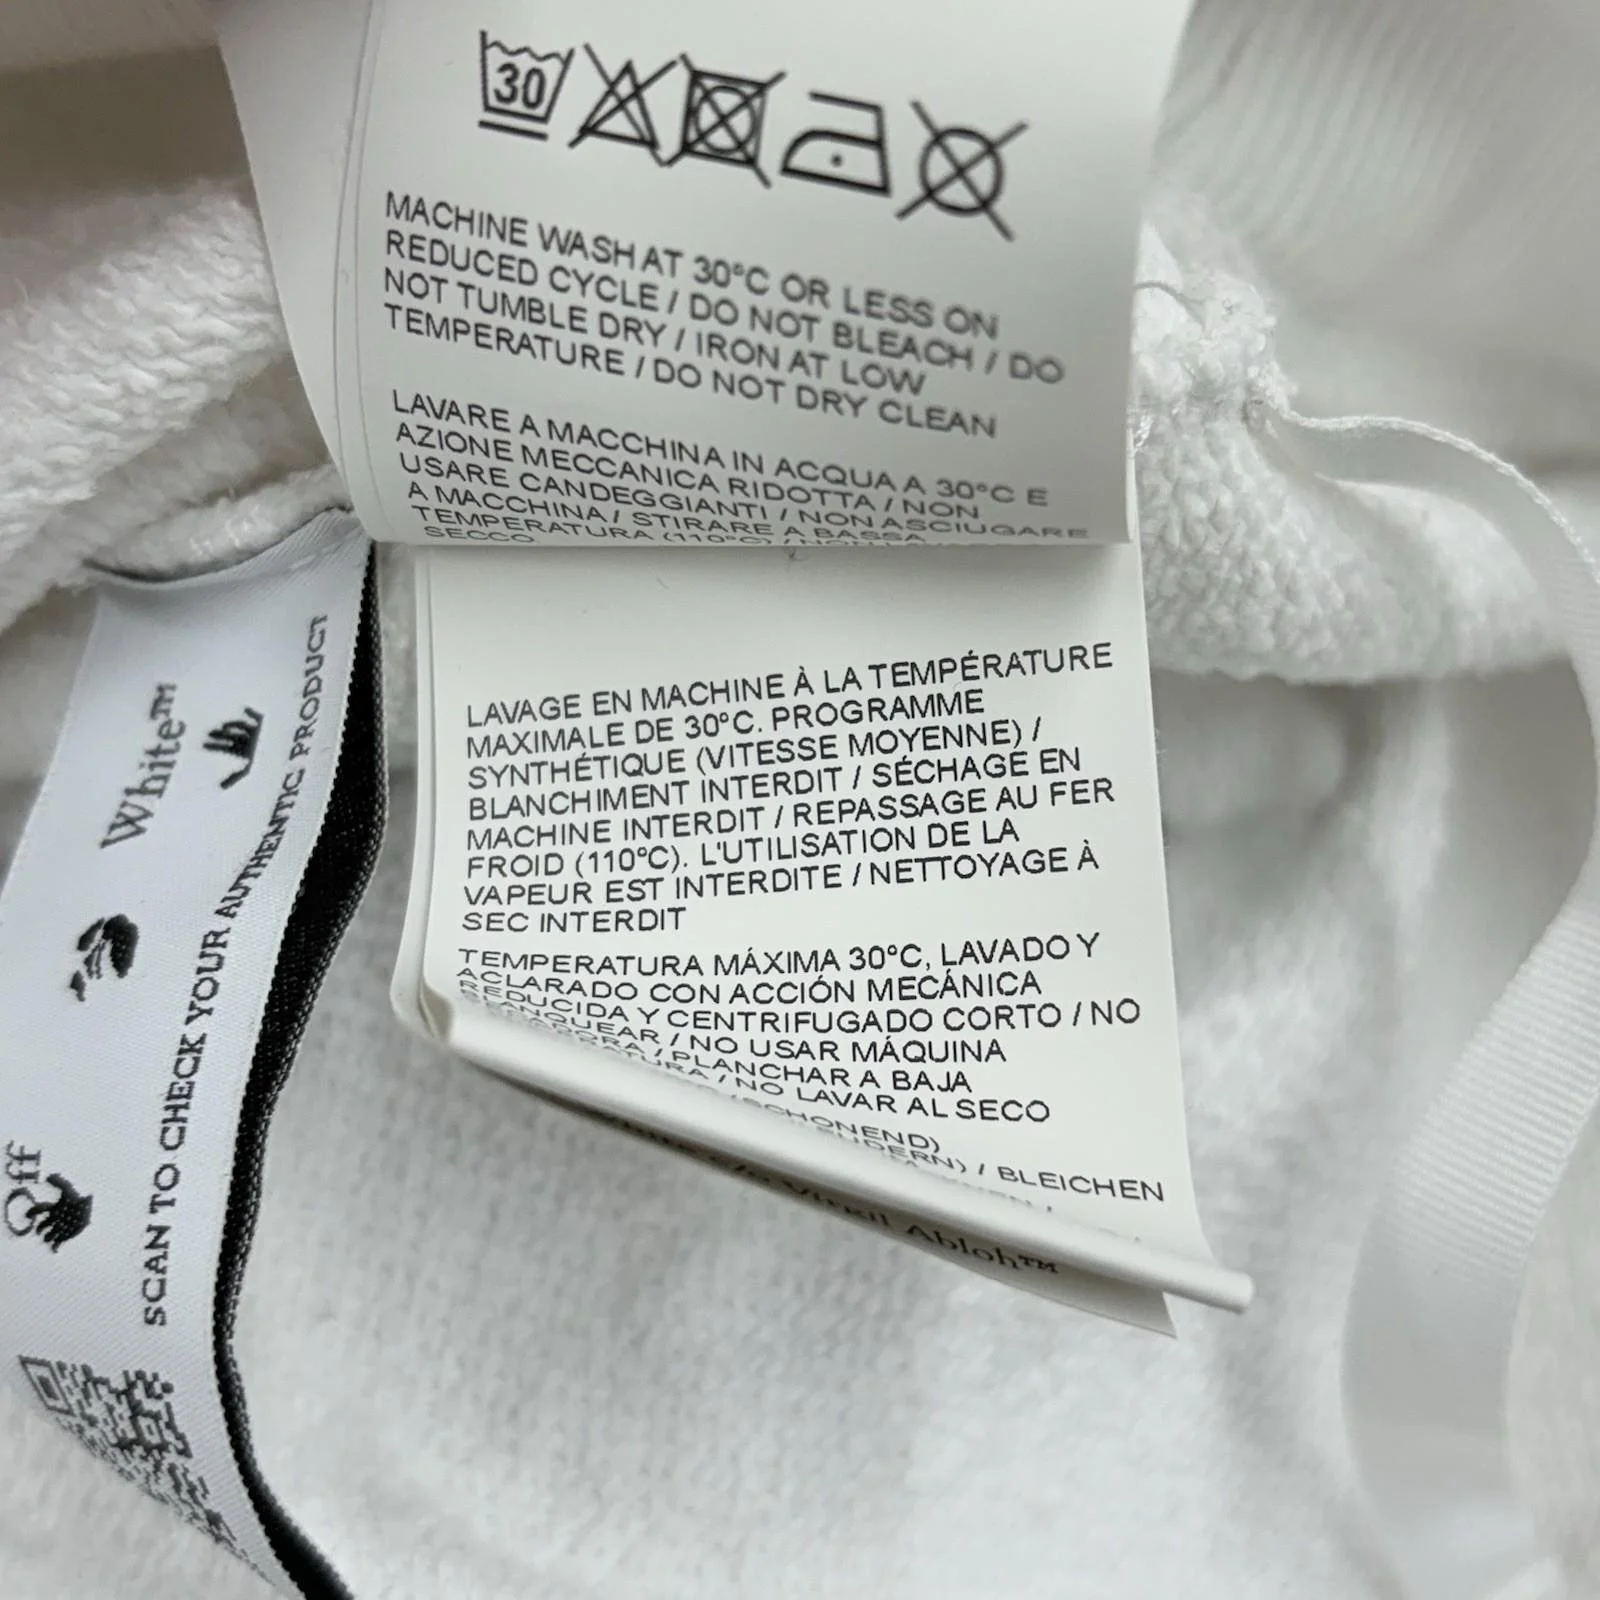 30
MACHINE WASH AT 30°C OR LESS ON
REDUCED CYCLE / DO NOT BLEACH / DO
NOT TUMBLE DRY / IRON AT LOW
TEMPERATURE / DO NOT DRY CLEAN
LAVARE A MACCHINA IN ACQUA A 30°C E
AZIONE MECCANICA RIDOTTA / NON
USARE CANDEGGIANTI / NON ASCIUGARE
A MACCHINA / STIRARE A BASSA
TEMPERATURA (110°C) / NON
SECCO
LAVAGE EN MACHINE À LA TEMPÉRATURE
MAXIMALE DE 30°C. PROGRAMME
SYNTHÉTIQUE (VITESSE MOYENNE) /
BLANCHIMENT INTERDIT / SÉCHAGE EN
MACHINE INTERDIT / REPASSAGE AU FER
FROID (110°C). L'UTILISATION DE LA
VAPEUR EST INTERDITE / NETTOYAGE À
SEC INTERDIT
TEMPERATURA MÁXIMA 30°C, LAVADO Y
ACLARADO CON ACCIÓN MECÁNICA
REDUCIDA Y CENTRIFUGADO CORTO / NO
BLANQUEAR / NO USAR MÁQUINA
/ PLANCHAR A BAJA
/ NO LAVAR AL SECO
(SCHONEND)
/ BLEICHEN
Virgil Abloh™
Off White™
SCAN TO CHECK YOUR AUTHENTIC PRODUCT